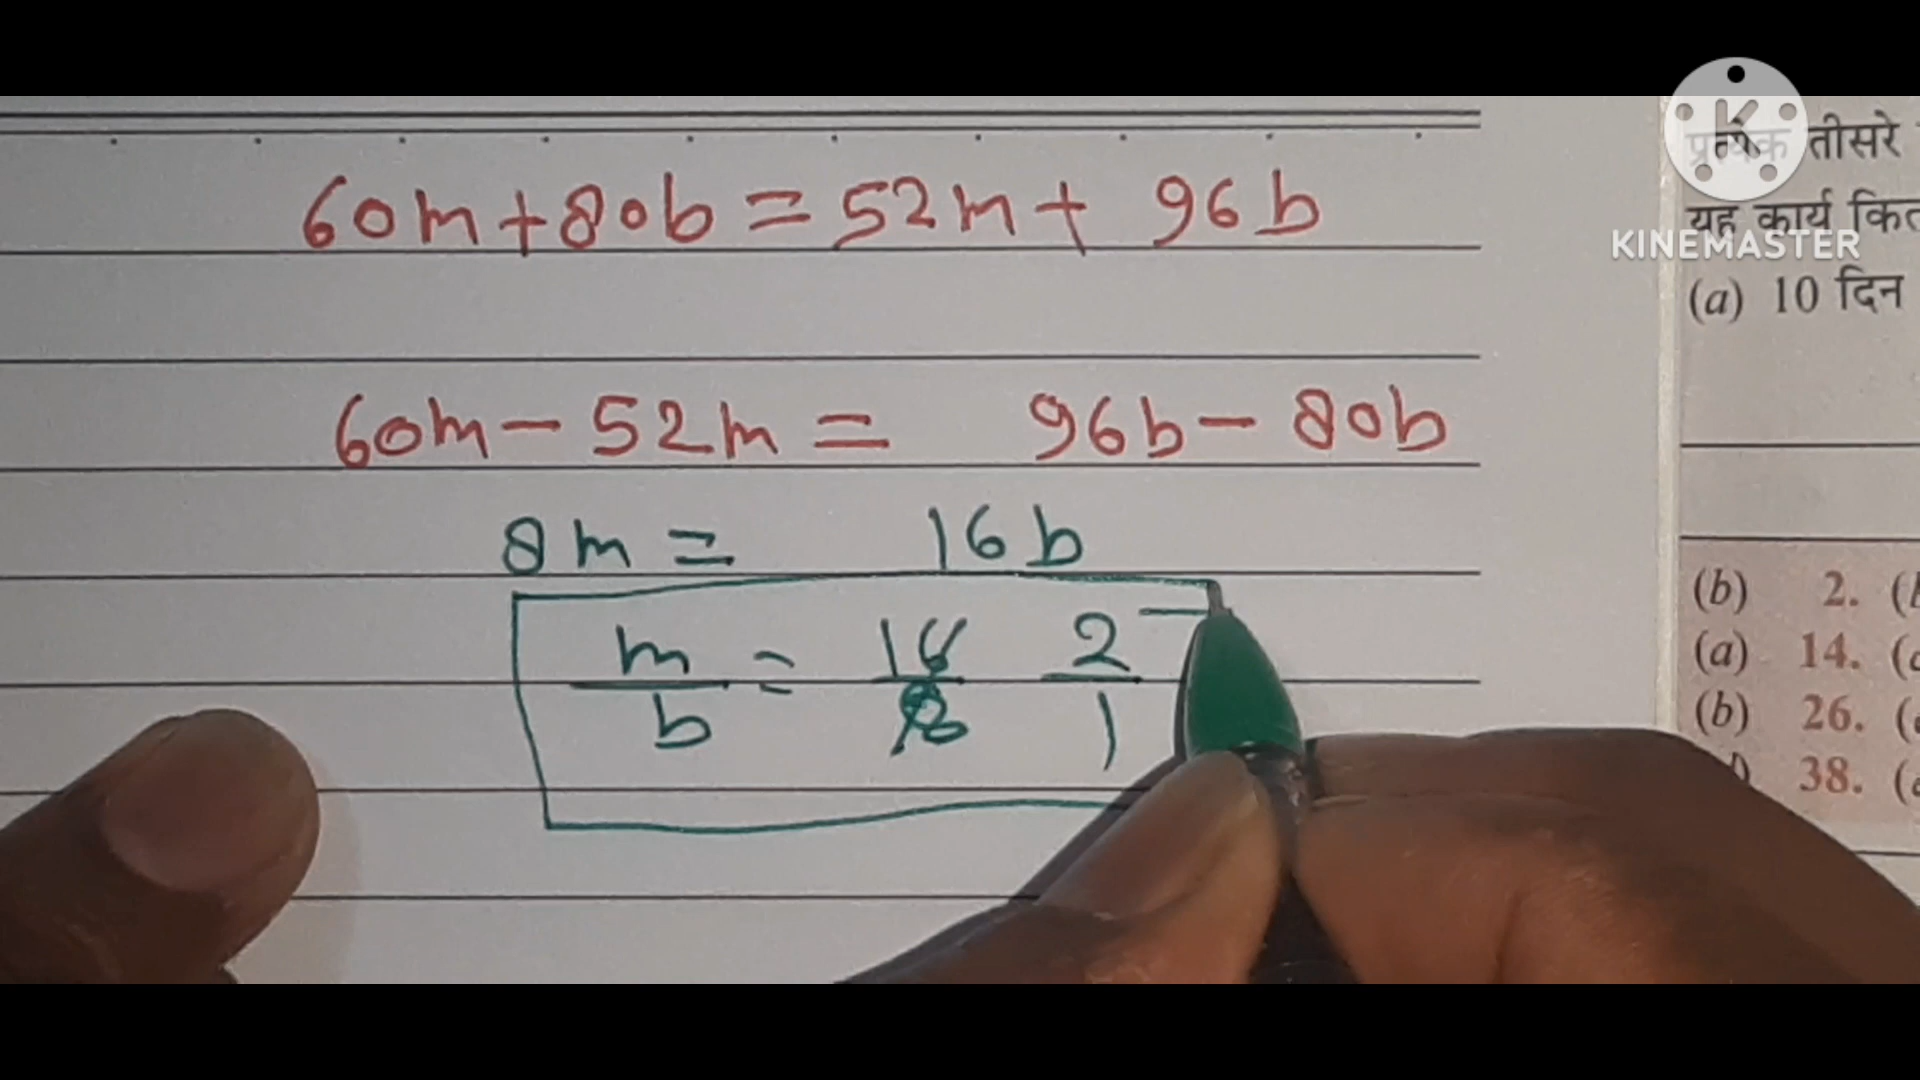 60m+80b=52m+ 96b
60m-52m= 96b-80b
8m= 16b
m/b = 16/8 2/1
तीसरे
यह कार्य
(a) 10 दिन
(b) 2.
(a) 14.
(b) 26.
38.
KINEMASTER